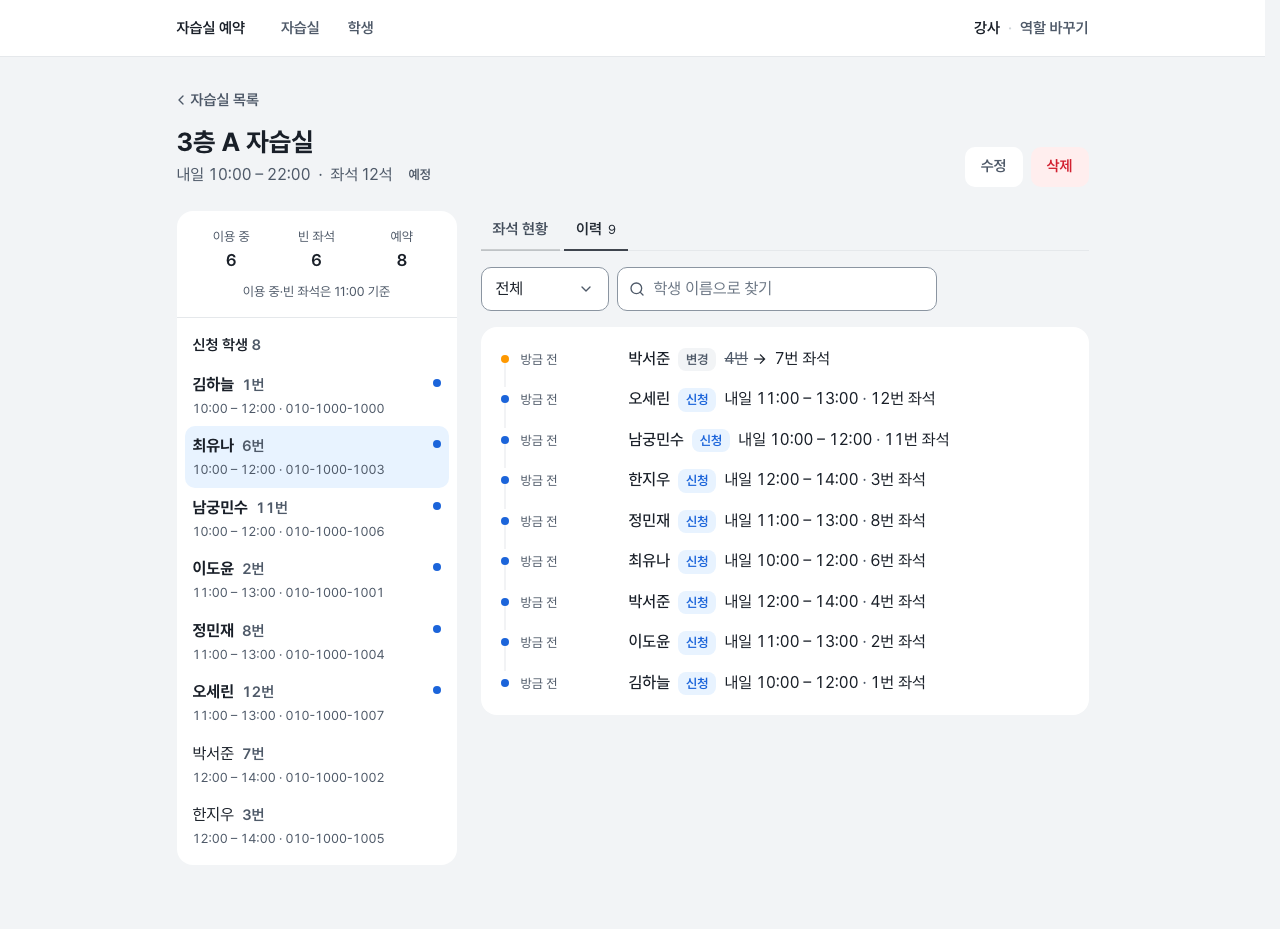 자습실 예약 자습실 학생 강사 · 역할 바꾸기
자습실 목록
3층 A 자습실
내일 10:00 – 22:00 · 좌석 12석 예정
수정 삭제
이용 중 빈 좌석 예약
6 6 8
이용 중·빈 좌석은 11:00 기준
신청 학생 8
김하늘 1번
10:00 – 12:00 · 010-1000-1000
최유나 6번
10:00 – 12:00 · 010-1000-1003
남궁민수 11번
10:00 – 12:00 · 010-1000-1006
이도윤 2번
11:00 – 13:00 · 010-1000-1001
정민재 8번
11:00 – 13:00 · 010-1000-1004
오세린 12번
11:00 – 13:00 · 010-1000-1007
박서준 7번
12:00 – 14:00 · 010-1000-1002
한지우 3번
12:00 – 14:00 · 010-1000-1005
좌석 현황 이력 9
전체 학생 이름으로 찾기
방금 전 박서준 변경 4번 → 7번 좌석
방금 전 오세린 신청 내일 11:00 – 13:00 · 12번 좌석
방금 전 남궁민수 신청 내일 10:00 – 12:00 · 11번 좌석
방금 전 한지우 신청 내일 12:00 – 14:00 · 3번 좌석
방금 전 정민재 신청 내일 11:00 – 13:00 · 8번 좌석
방금 전 최유나 신청 내일 10:00 – 12:00 · 6번 좌석
방금 전 박서준 신청 내일 12:00 – 14:00 · 4번 좌석
방금 전 이도윤 신청 내일 11:00 – 13:00 · 2번 좌석
방금 전 김하늘 신청 내일 10:00 – 12:00 · 1번 좌석